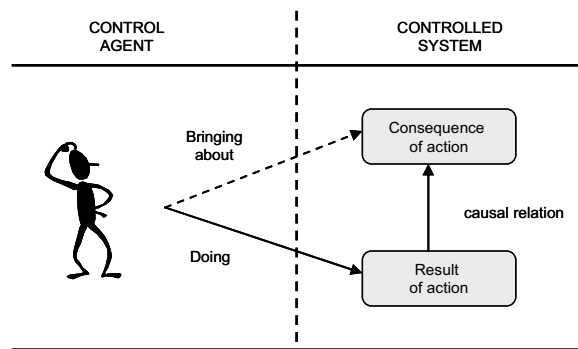 CONTROL
AGENT
CONTROLLED
SYSTEM
Bringing
about
Consequence
of action
causal relation
Doing
Result
of action